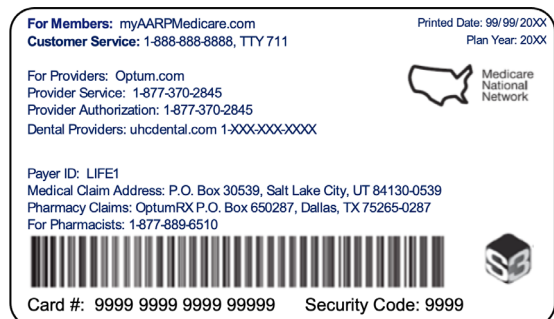 For Members: myAARPMedicare.com
Printed Date: 99/99/20XX
Customer Service: 1-888-888-8888, TTY 711
Plan Year: 20XX
For Providers: Optum.com
Provider Service: 1-877-370-2845
Provider Authorization: 1-877-370-2845
Dental Providers: uhcdental.com 1-XXX-XXX-XXXX
Medicare
National
Network
Payer ID: LIFE1
Medical Claim Address: P.O. Box 30539, Salt Lake City, UT 84130-0539
Pharmacy Claims: OptumRX P.O. Box 650287, Dallas, TX 75265-0287
For Pharmacists: 1-877-889-6510
S3
Card #: 9999 9999 9999 99999 Security Code: 9999